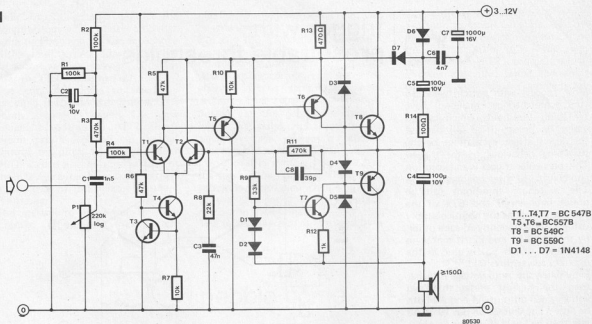 + 3...12V
R2
100k
R1
100k
C2
1µ
10V
R3
470k
R4
100k
C1
1n5
P1
220k
log
R5
47k
R6
47k
T1
T2
T3
T4
R7
10k
R8
22k
C3
47n
R10
10k
T5
R9
33k
D1
D2
R11
470k
C8
39p
R13
470Ω
T6
D3
T7
R12
1k
T8
D4
T9
D5
D7
D6
C6
4n7
C7
1000µ
16V
C5
100µ
10V
R14
100Ω
C4
100µ
10V
≥150Ω
0
0
80530
T1...T4,T7 = BC 547B
T5,T6 = BC557B
T8 = BC 549C
T9 = BC 559C
D1 ... D7 = 1N4148